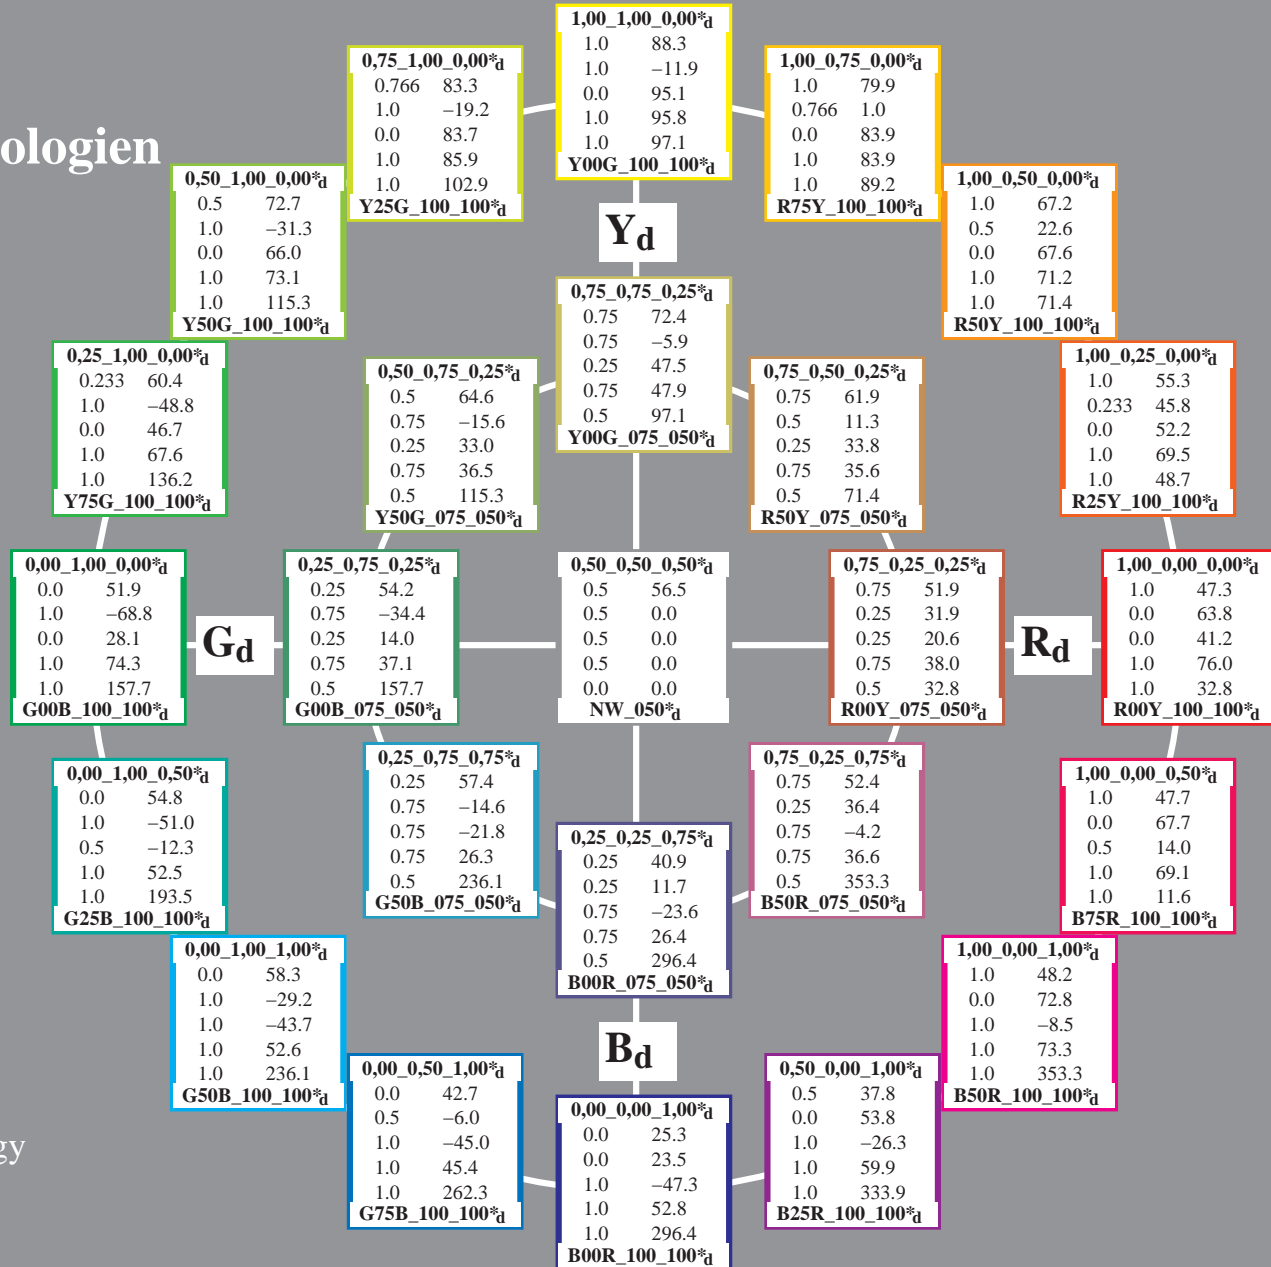 1,00_1,00_0,00*d
1.0 88.3
1.0 −11.9
0.0 95.1
1.0 95.8
1.0 97.1
Y00G_100_100*d
0,75_1,00_0,00*d
0.766 83.3
1.0 −19.2
0.0 83.7
1.0 85.9
1.0 102.9
Y25G_100_100*d
1,00_0,75_0,00*d
1.0 79.9
0.766 1.0
0.0 83.9
1.0 83.9
1.0 89.2
R75Y_100_100*d
ologien
0,50_1,00_0,00*d
0.5 72.7
1.0 −31.3
0.0 66.0
1.0 73.1
1.0 115.3
Y50G_100_100*d
1,00_0,50_0,00*d
1.0 67.2
0.5 22.6
0.0 67.6
1.0 71.2
1.0 71.4
R50Y_100_100*d
Yd
0,75_0,75_0,25*d
0.75 72.4
0.75 −5.9
0.25 47.5
0.75 47.9
0.5 97.1
Y00G_075_050*d
0,25_1,00_0,00*d
0.233 60.4
1.0 −48.8
0.0 46.7
1.0 67.6
1.0 136.2
Y75G_100_100*d
0,50_0,75_0,25*d
0.5 64.6
0.75 −15.6
0.25 33.0
0.75 36.5
0.5 115.3
Y50G_075_050*d
0,75_0,50_0,25*d
0.75 61.9
0.5 11.3
0.25 33.8
0.75 35.6
0.5 71.4
R50Y_075_050*d
1,00_0,25_0,00*d
1.0 55.3
0.233 45.8
0.0 52.2
1.0 69.5
1.0 48.7
R25Y_100_100*d
0,00_1,00_0,00*d
0.0 51.9
1.0 −68.8
0.0 28.1
1.0 74.3
1.0 157.7
G00B_100_100*d
Gd
0,25_0,75_0,25*d
0.25 54.2
0.75 −34.4
0.25 14.0
0.75 37.1
0.5 157.7
G00B_075_050*d
0,50_0,50_0,50*d
0.5 56.5
0.5 0.0
0.5 0.0
0.5 0.0
0.0 0.0
NW_050*d
0,75_0,25_0,25*d
0.75 51.9
0.25 31.9
0.25 20.6
0.75 38.0
0.5 32.8
R00Y_075_050*d
Rd
1,00_0,00_0,00*d
1.0 47.3
0.0 63.8
0.0 41.2
1.0 76.0
1.0 32.8
R00Y_100_100*d
0,00_1,00_0,50*d
0.0 54.8
1.0 −51.0
0.5 −12.3
1.0 52.5
1.0 193.5
G25B_100_100*d
0,25_0,75_0,75*d
0.25 57.4
0.75 −14.6
0.75 −21.8
0.75 26.3
0.5 236.1
G50B_075_050*d
0,25_0,25_0,75*d
0.25 40.9
0.25 11.7
0.75 −23.6
0.75 26.4
0.5 296.4
B00R_075_050*d
0,75_0,25_0,75*d
0.75 52.4
0.25 36.4
0.75 −4.2
0.75 36.6
0.5 353.3
B50R_075_050*d
1,00_0,00_0,50*d
1.0 47.7
0.0 67.7
0.5 14.0
1.0 69.1
1.0 11.6
B75R_100_100*d
0,00_1,00_1,00*d
0.0 58.3
1.0 −29.2
1.0 −43.7
1.0 52.6
1.0 236.1
G50B_100_100*d
Bd
1,00_0,00_1,00*d
1.0 48.2
0.0 72.8
1.0 −8.5
1.0 73.3
1.0 353.3
B50R_100_100*d
gy
0,00_0,50_1,00*d
0.0 42.7
0.5 −6.0
1.0 −45.0
1.0 45.4
1.0 262.3
G75B_100_100*d
0,00_0,00_1,00*d
0.0 25.3
0.0 23.5
1.0 −47.3
1.0 52.8
1.0 296.4
B00R_100_100*d
0,50_0,00_1,00*d
0.5 37.8
0.0 53.8
1.0 −26.3
1.0 59.9
1.0 333.9
B25R_100_100*d